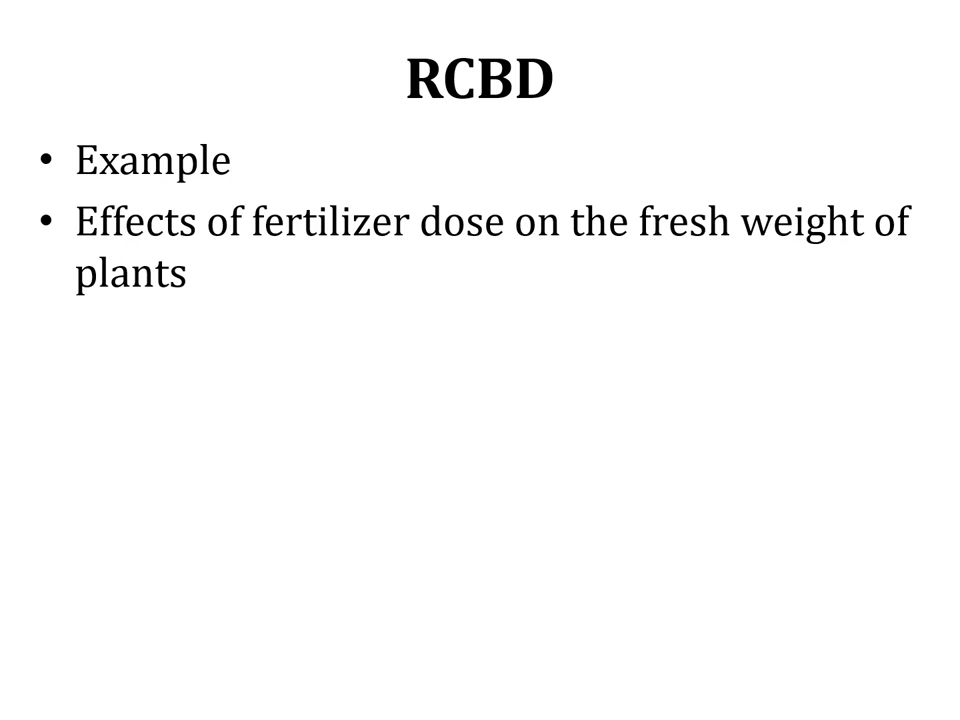 RCBD
• Example
• Effects of fertilizer dose on the fresh weight of
plants